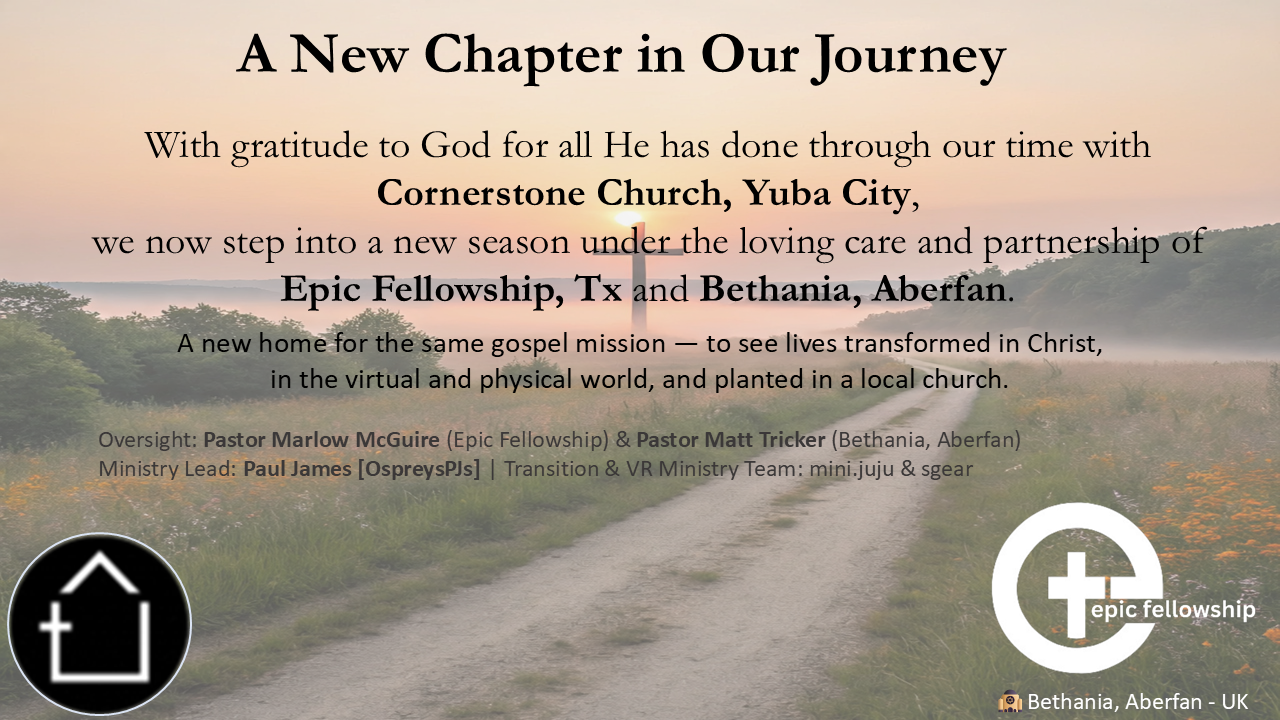 A New Chapter in Our Journey
With gratitude to God for all He has done through our time with
Cornerstone Church, Yuba City,
we now step into a new season under the loving care and partnership of
Epic Fellowship, Tx and Bethania, Aberfan.
A new home for the same gospel mission — to see lives transformed in Christ,
in the virtual and physical world, and planted in a local church.
Oversight: Pastor Marlow McGuire (Epic Fellowship) & Pastor Matt Tricker (Bethania, Aberfan)
Ministry Lead: Paul James [OspreysPJs] | Transition & VR Ministry Team: mini.juju & sgear
epic fellowship
Bethania, Aberfan - UK